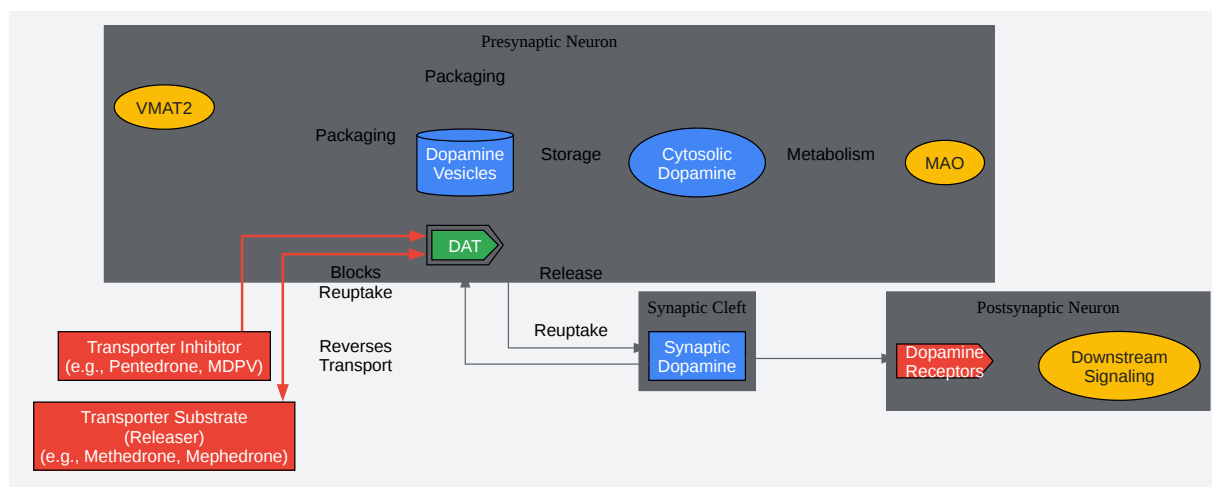 Presynaptic Neuron
Packaging
VMAT2
Packaging
Dopamine
Vesicles
Storage
Cytosolic
Dopamine
Metabolism
MAO
DAT
Blocks
Reuptake
Release
Synaptic Cleft
Postsynaptic Neuron
Transporter Inhibitor
(e.g., Pentedrone, MDPV)
Reverses
Transport
Reuptake
Synaptic
Dopamine
Dopamine
Receptors
Downstream
Signaling
Transporter Substrate
(Releaser)
(e.g., Methedrone, Mephedrone)